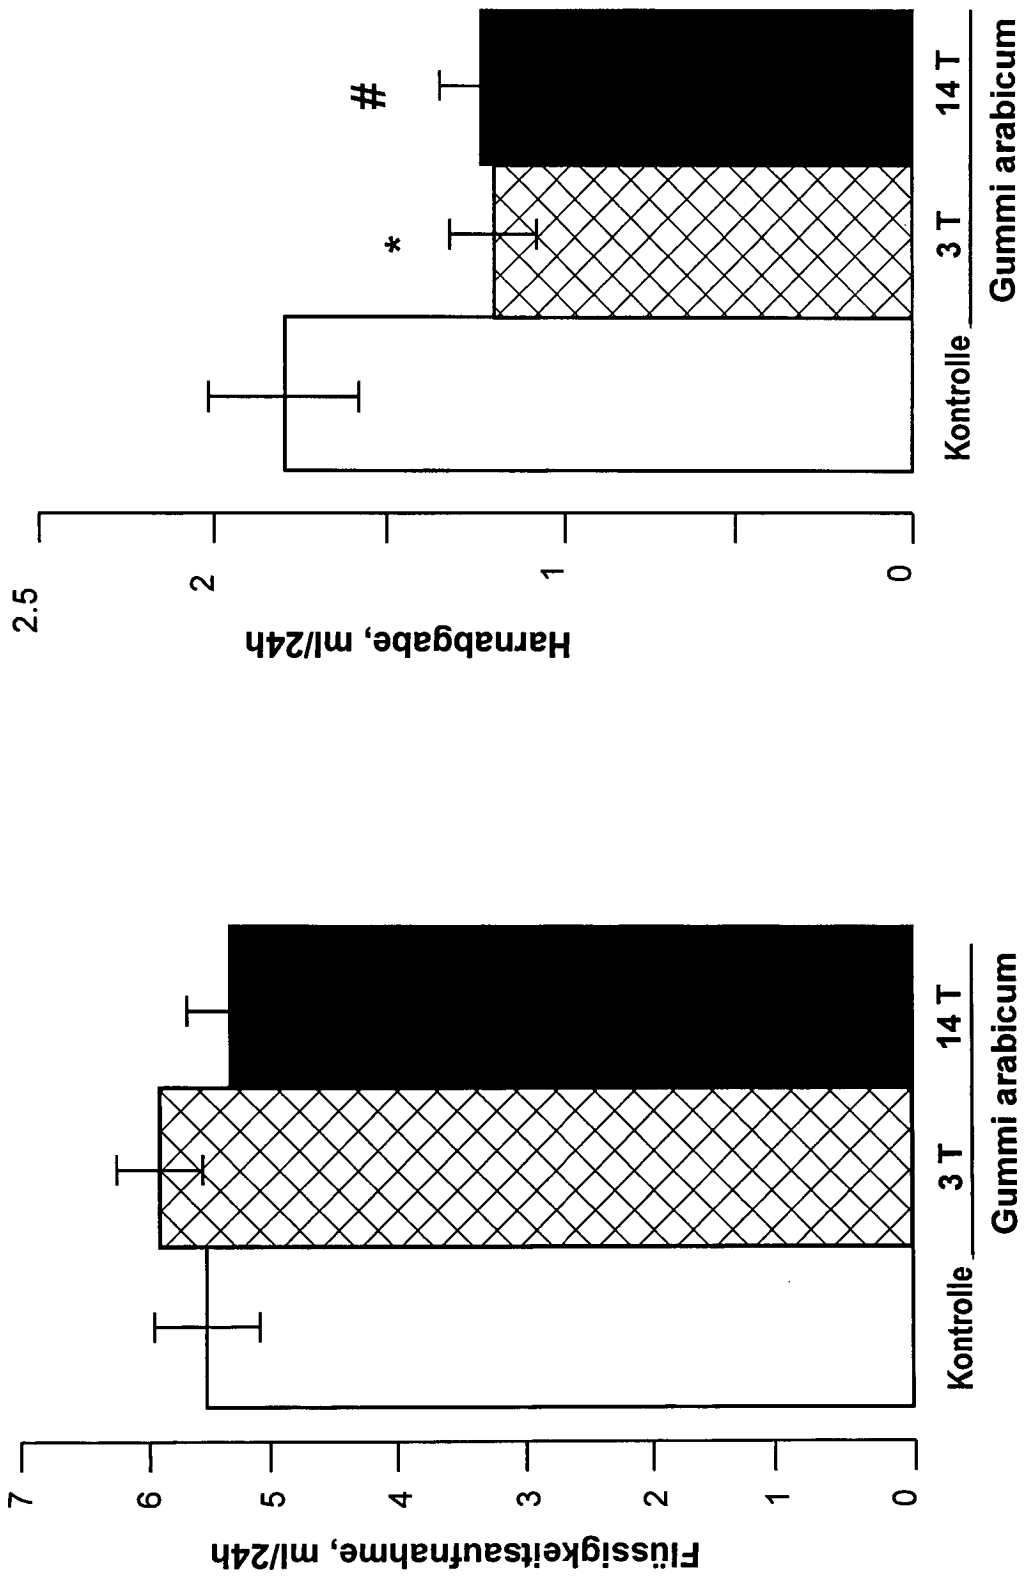 Flüssigkeitsaufnahme, ml/24h
7
6
5
4
3
2
1
0
Kontrolle
3 T
14 T
Gummi arabicum
Harnabgabe, ml/24h
2.5
2
1
0
*
#
Kontrolle
3 T
14 T
Gummi arabicum